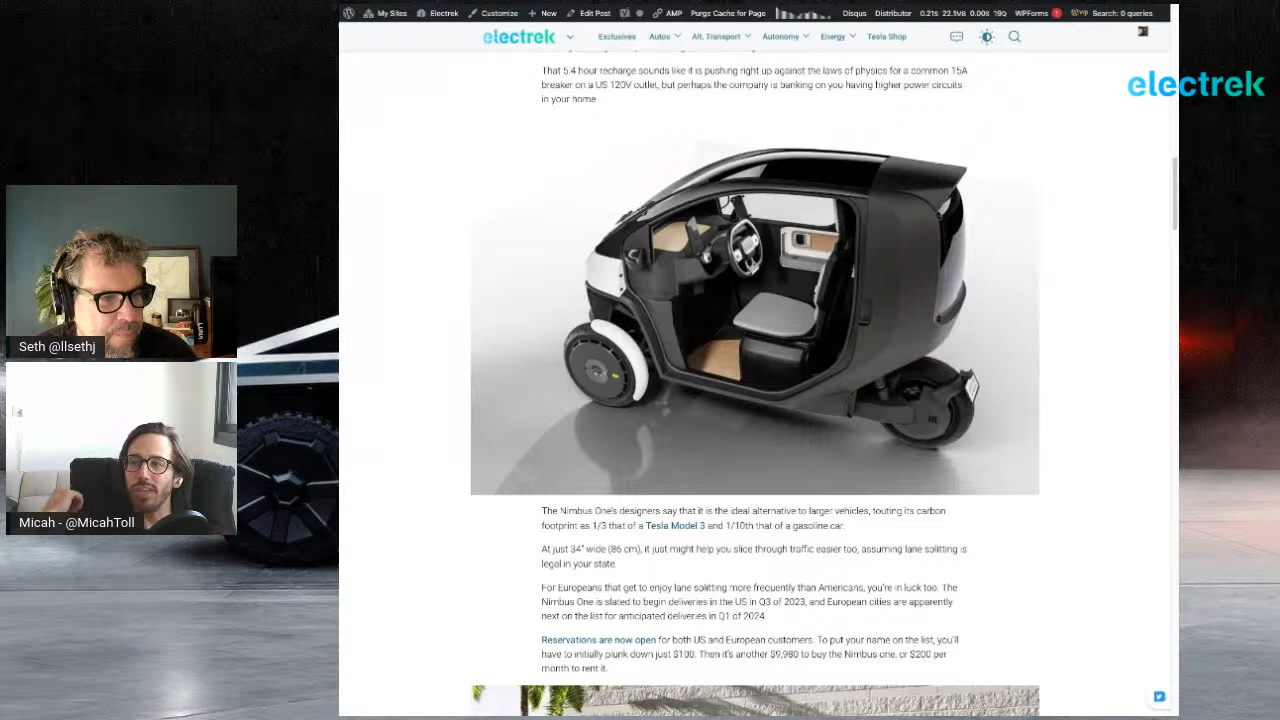 My Sites Electrek Customize New Edit Post AMP Purge Cache for Page Disqus Distributor 0.21S 22.1MB 0.00S 19Q WPForms Search: 0 queries
electrek Exclusives Autos Alt. Transport Autonomy Energy Tesla Shop
That 5.4 hour recharge sounds like it is pushing right up against the laws of physics for a common 15A
breaker on a US 120V outlet, but perhaps the company is banking on you having higher power circuits
in your home
electrek
Seth @llsethj
Micah - @MicahToll
The Nimbus One's designers say that it is the ideal alternative to larger vehicles, touting its carbon
footprint as 1/3 that of a Tesla Model 3 and 1/10th that of a gasoline car.
At just 34" wide (86 cm), it just might help you slice through traffic easier too, assuming lane splitting is
legal in your state.
For Europeans that get to enjoy lane splitting more frequently than Americans, you're in luck too. The
Nimbus One is slated to begin deliveries in the US in Q3 of 2023, and European cities are apparently
next on the list for anticipated deliveries in Q1 of 2024.
Reservations are now open for both US and European customers. To put your name on the list, you'll
have to initially plunk down just $100. Then it's another $9,980 to buy the Nimbus one, or $200 per
month to rent it.